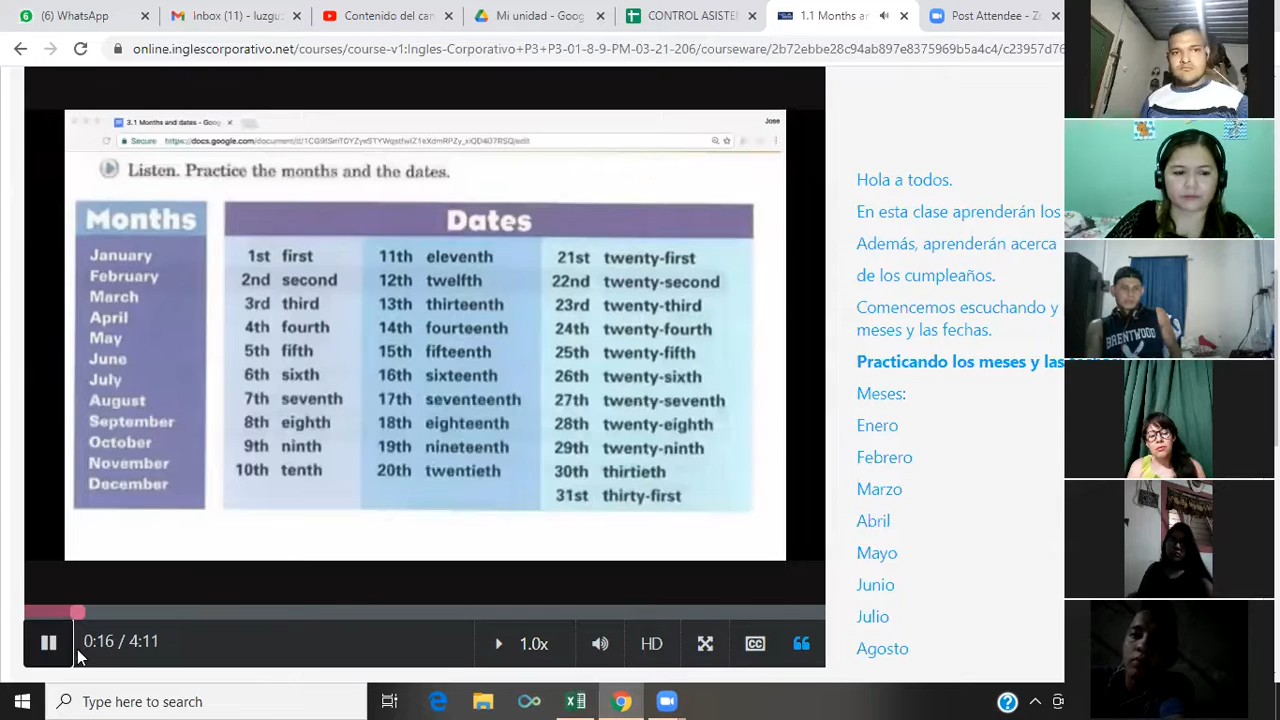 (6) WhatsApp
Inbox (11) - luzgu
Contenido del car
Mi unidad - Goog
CONTROL ASISTE
1.1 Months ar
Post Attendee - Z
online.inglescorporativo.net/courses/course-v1:Ingles-Corporativo+P3+P3-01-8-9-PM-03-21-206/courseware/2b72ebbe28c94ab897e8375969b5a4c4/c23957d76
3.1 Months and dates - Goog
Jose
Secure
Listen. Practice the months and the dates.
Months
January
February
March
April
May
June
July
August
September
October
November
December
Dates
1st first
2nd second
3rd third
4th fourth
5th fifth
6th sixth
7th seventh
8th eighth
9th ninth
10th tenth
11th eleventh
12th twelfth
13th thirteenth
14th fourteenth
15th fifteenth
16th sixteenth
17th seventeenth
18th eighteenth
19th nineteenth
20th twentieth
21st twenty-first
22nd twenty-second
23rd twenty-third
24th twenty-fourth
25th twenty-fifth
26th twenty-sixth
27th twenty-seventh
28th twenty-eighth
29th twenty-ninth
30th thirtieth
31st thirty-first
0:16 / 4:11
1.0x
HD
CC
Hola a todos.
En esta clase aprenderán los
Además, aprenderán acerca
de los cumpleaños.
Comencemos escuchando y
meses y las fechas.
Practicando los meses y las
Meses:
Enero
Febrero
Marzo
Abril
Mayo
Junio
Julio
Agosto
BRENTWOOD
Type here to search